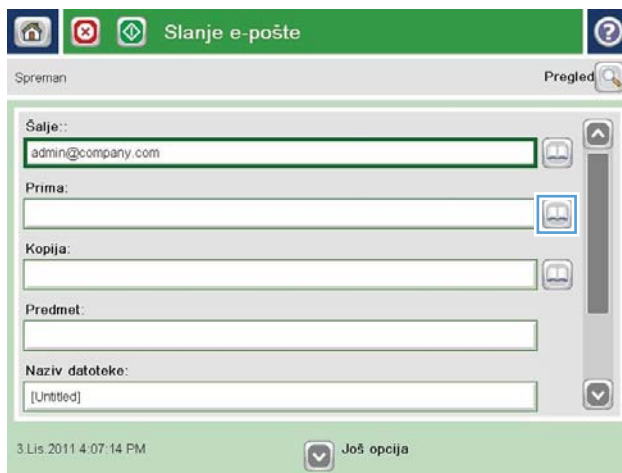 Slanje e-pošte
Spreman
Pregled
Šalje::
admin@company.com
Prima:
Kopija:
Predmet:
Naziv datoteke:
[Untitled]
3.Lis.2011 4:07:14 PM
Još opcija